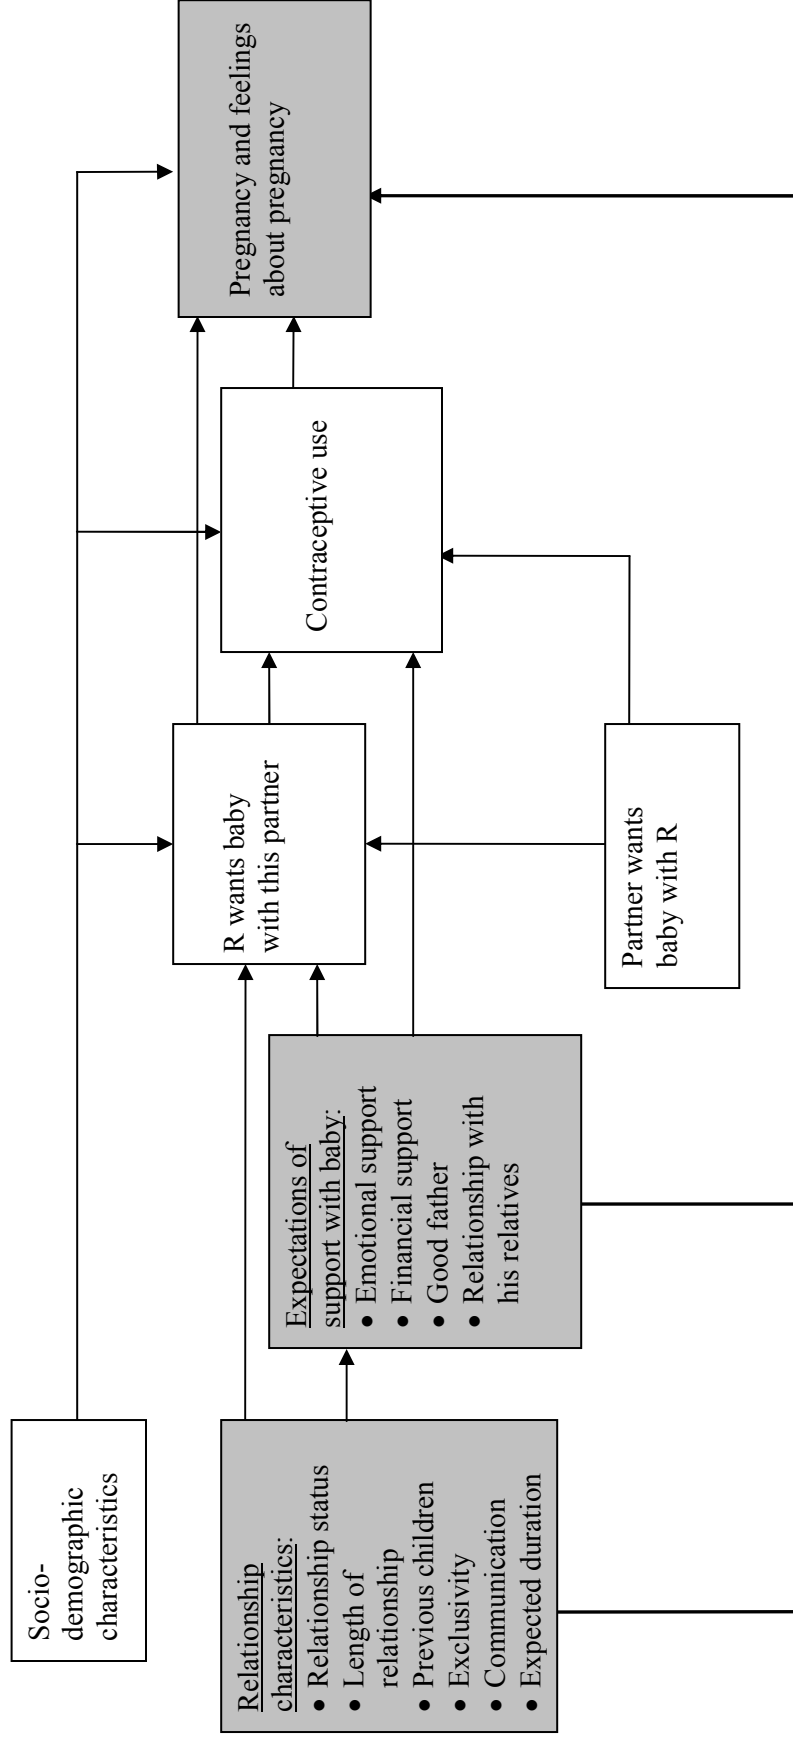 Socio-
demographic
characteristics
Relationship
characteristics:
• Relationship status
• Length of
relationship
• Previous children
• Exclusivity
• Communication
• Expected duration
Expectations of
support with baby:
• Emotional support
• Financial support
• Good father
• Relationship with
his relatives
R wants baby
with this partner
Partner wants
baby with R
Contraceptive use
Pregnancy and feelings
about pregnancy